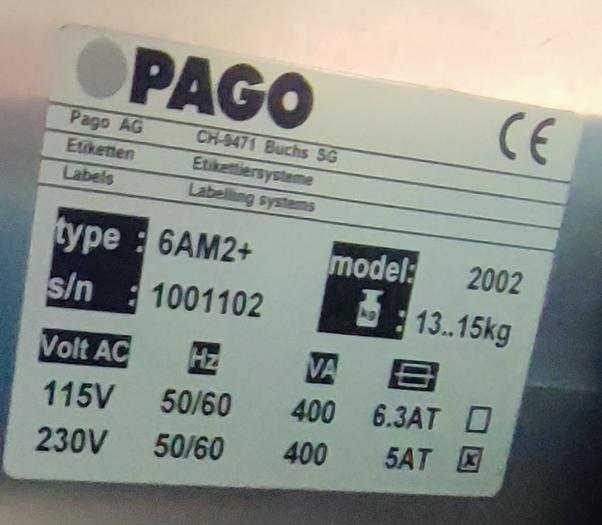 PAGO
CE
Pago AG CH-9471 Buchs SG
Etiketten Etikettiersysteme
Labels Labelling systems
type : 6AM2+ model: 2002
s/n : 1001102 kg : 13..15kg
Volt AC Hz VA
115V 50/60 400 6.3AT
230V 50/60 400 5AT x